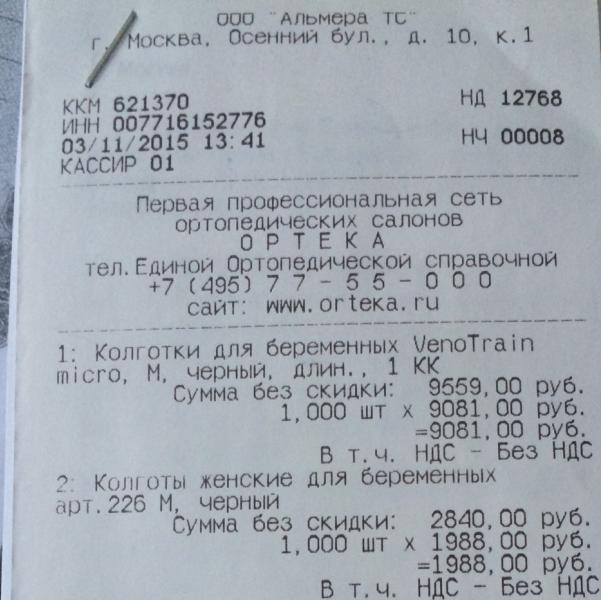 ООО "Альмера ТС"
г. Москва, Осенний бул., д. 10, к.1
ККМ 621370 НД 12768
ИНН 007716152776
03/11/2015 13:41 НЧ 00008
КАССИР 01
Первая профессиональная сеть
ортопедических салонов
О Р Т Е К А
тел. Единой Ортопедической справочной
+7 (495) 7 7 - 5 5 - 0 0 0
сайт: www.orteka.ru
1: Колготки для беременных VenoTrain
micro, М, черный, длин., 1 КК
Сумма без скидки: 9559,00 руб.
1,000 шт х 9081,00 руб.
=9081,00 руб.
В т.ч. НДС - Без НДС
2: Колготы женские для беременных
арт.226 М, черный
Сумма без скидки: 2840,00 руб.
1,000 шт х 1988,00 руб.
=1988,00 руб.
В т.ч. НДС - Без НДС